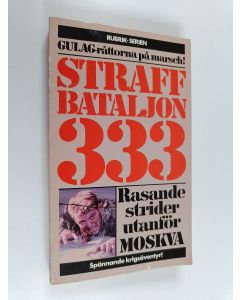 RUBRIK-SERIEN
GULAG-råttorna på marsch!
STRAFF
BATALJON
333
Rasande
strider
utanför
MOSKVA
Spännande krigsäventyr!